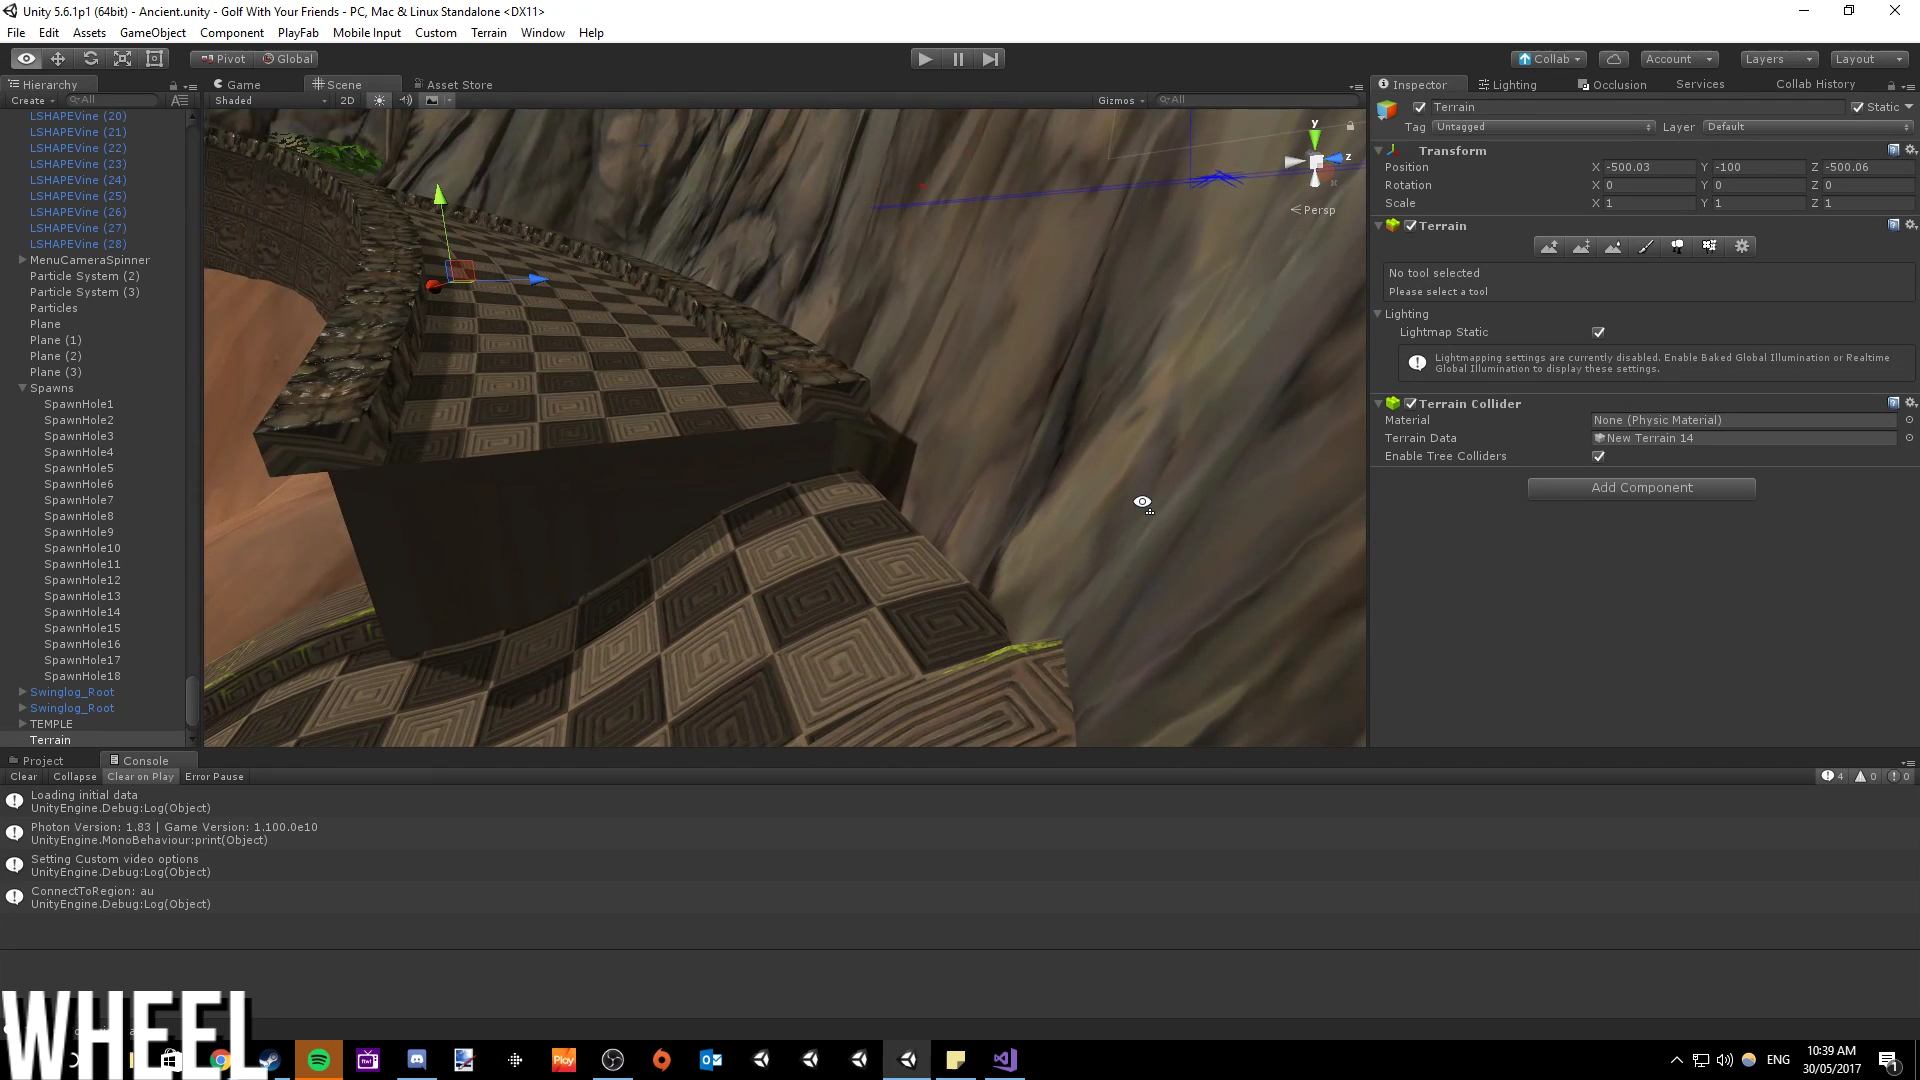 Unity 5.6.1p1 (64bit) - Ancient.unity - Golf With Your Friends - PC, Mac & Linux Standalone <DX11>
File Edit Assets GameObject Component PlayFab Mobile Input Custom Terrain Window Help
Pivot Global Collab Account Layers Layout
Hierarchy Game Scene Asset Store Inspector Lighting Occlusion Services Collab History
Create All Shaded 2D Gizmos All
LSHAPEVine (20)
LSHAPEVine (21)
LSHAPEVine (22)
LSHAPEVine (23)
LSHAPEVine (24)
LSHAPEVine (25)
LSHAPEVine (26)
LSHAPEVine (27)
LSHAPEVine (28)
MenuCameraSpinner
Particle System (2)
Particle System (3)
Particles
Plane
Plane (1)
Plane (2)
Plane (3)
Spawns
SpawnHole1
SpawnHole2
SpawnHole3
SpawnHole4
SpawnHole5
SpawnHole6
SpawnHole7
SpawnHole8
SpawnHole9
SpawnHole10
SpawnHole11
SpawnHole12
SpawnHole13
SpawnHole14
SpawnHole15
SpawnHole16
SpawnHole17
SpawnHole18
Swinglog_Root
Swinglog_Root
TEMPLE
Terrain
y
z
x
Persp
Terrain Static
Tag Untagged Layer Default
Transform
Position X -500.03 Y -100 Z -500.06
Rotation X 0 Y 0 Z 0
Scale X 1 Y 1 Z 1
Terrain
No tool selected
Please select a tool
Lighting
Lightmap Static
Lightmapping settings are currently disabled. Enable Baked Global Illumination or Realtime
Global Illumination to display these settings.
Terrain Collider
Material None (Physic Material)
Terrain Data New Terrain 14
Enable Tree Colliders
Add Component
Project Console
Clear Collapse Clear on Play Error Pause 4 0 0
Loading initial data
UnityEngine.Debug:Log(Object)
Photon Version: 1.83 | Game Version: 1.100.0e10
UnityEngine.MonoBehaviour:print(Object)
Setting Custom video options
UnityEngine.Debug:Log(Object)
ConnectToRegion: au
UnityEngine.Debug:Log(Object)
WHEEL
Play
ENG
10:39 AM
30/05/2017
1